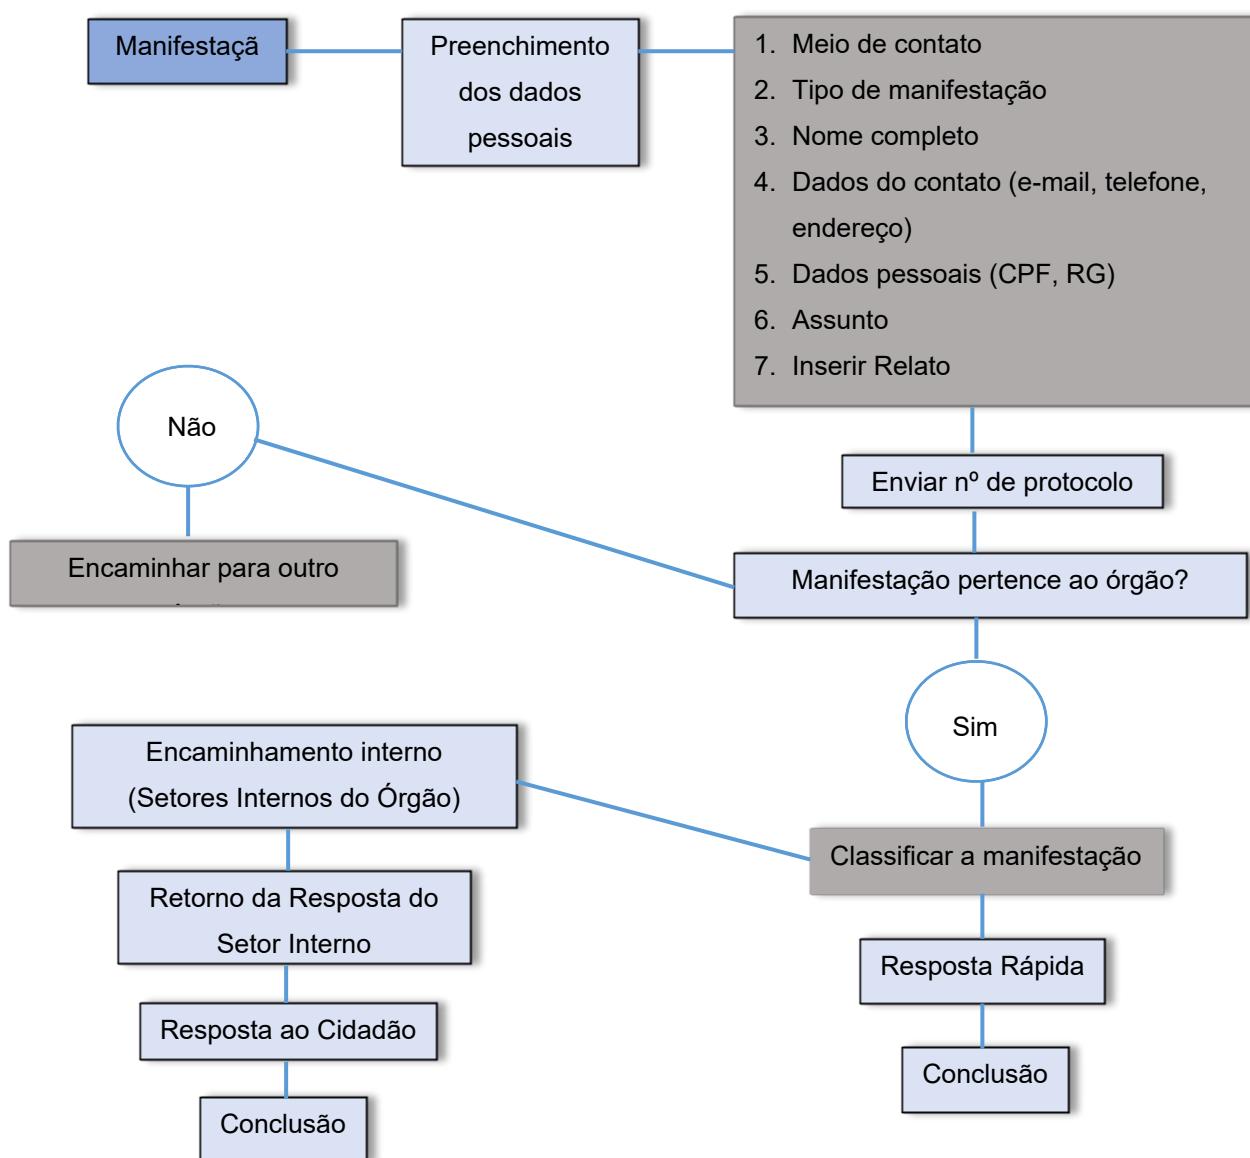 Manifestaçã
Preenchimento
dos dados
pessoais
1. Meio de contato
2. Tipo de manifestação
3. Nome completo
4. Dados do contato (e-mail, telefone,
endereço)
5. Dados pessoais (CPF, RG)
6. Assunto
7. Inserir Relato
Enviar nº de protocolo
Manifestação pertence ao órgão?
Não
Encaminhar para outro
Sim
Classificar a manifestação
Encaminhamento interno
(Setores Internos do Órgão)
Retorno da Resposta do
Setor Interno
Resposta ao Cidadão
Conclusão
Resposta Rápida
Conclusão